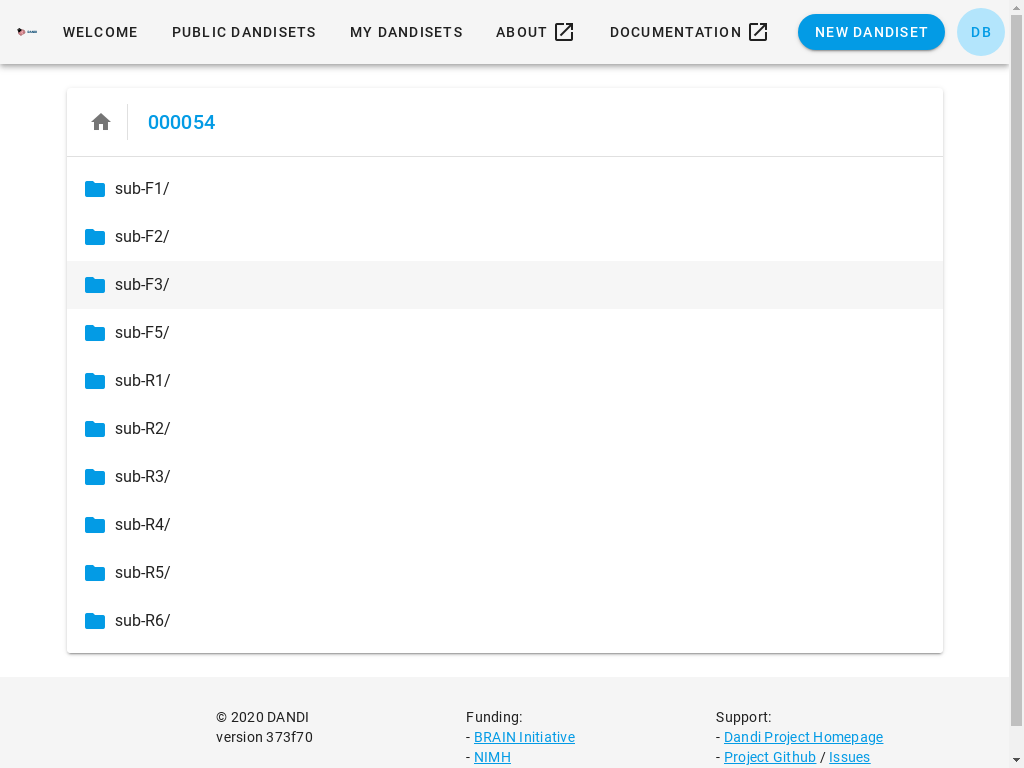 WELCOME PUBLIC DANDISETS MY DANDISETS ABOUT DOCUMENTATION NEW DANDISET DB
000054
sub-F1/
sub-F2/
sub-F3/
sub-F5/
sub-R1/
sub-R2/
sub-R3/
sub-R4/
sub-R5/
sub-R6/
© 2020 DANDI
version 373f70
Funding:
- BRAIN Initiative
- NIMH
Support:
- Dandi Project Homepage
- Project Github / Issues